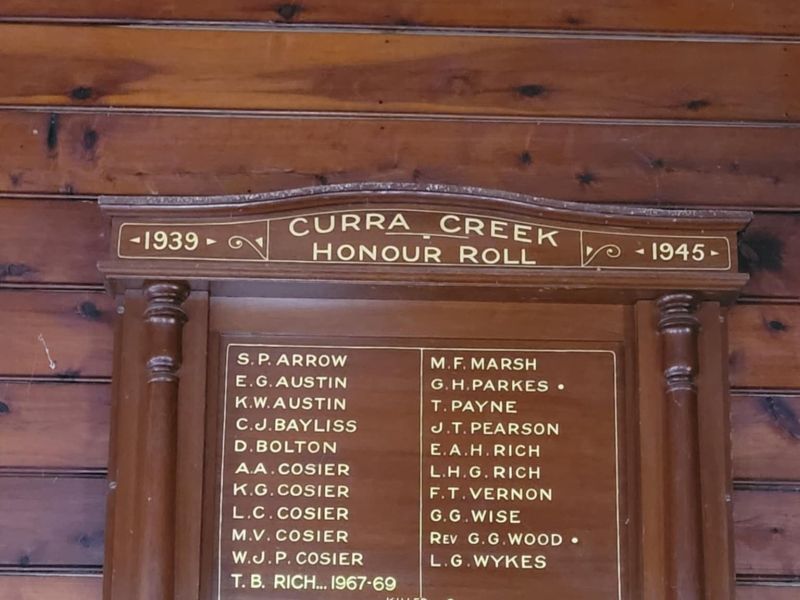 CURRA CREEK
1939 HONOUR ROLL 1945
S.P. ARROW
E.G. AUSTIN
K.W. AUSTIN
C.J. BAYLISS
D. BOLTON
A.A. COSIER
K.G. COSIER
L.C. COSIER
M.V. COSIER
W.J.P. COSIER
T.B. RICH... 1967-69
M.F. MARSH
G.H. PARKES •
T. PAYNE
J.T. PEARSON
E.A.H. RICH
L.H.G. RICH
F.T. VERNON
G.G. WISE
REV G.G. WOOD •
L.G. WYKES